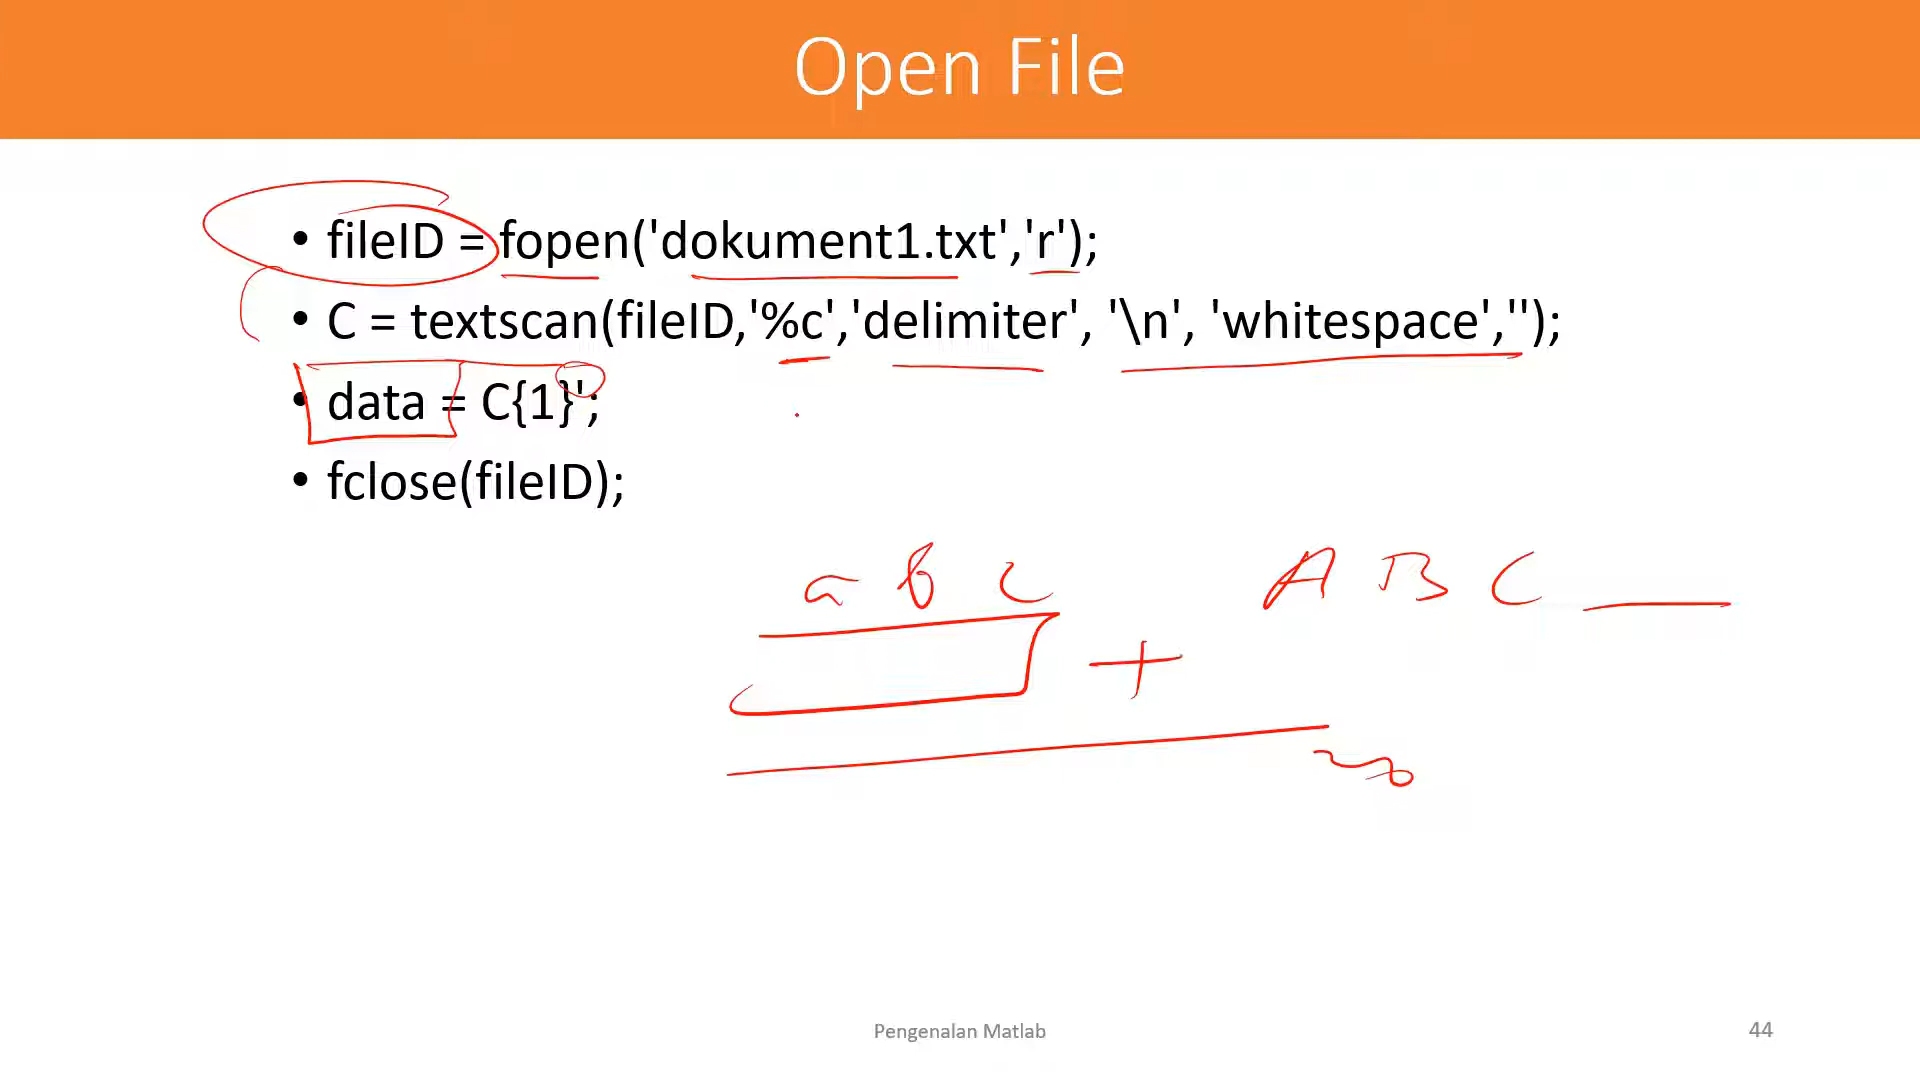 Open File
• fileID = fopen('dokument1.txt','r');
• C = textscan(fileID,'%c','delimiter', '\n', 'whitespace','');
• data = C{1}';
• fclose(fileID);
a b c A B C
+
Pengenalan Matlab 44